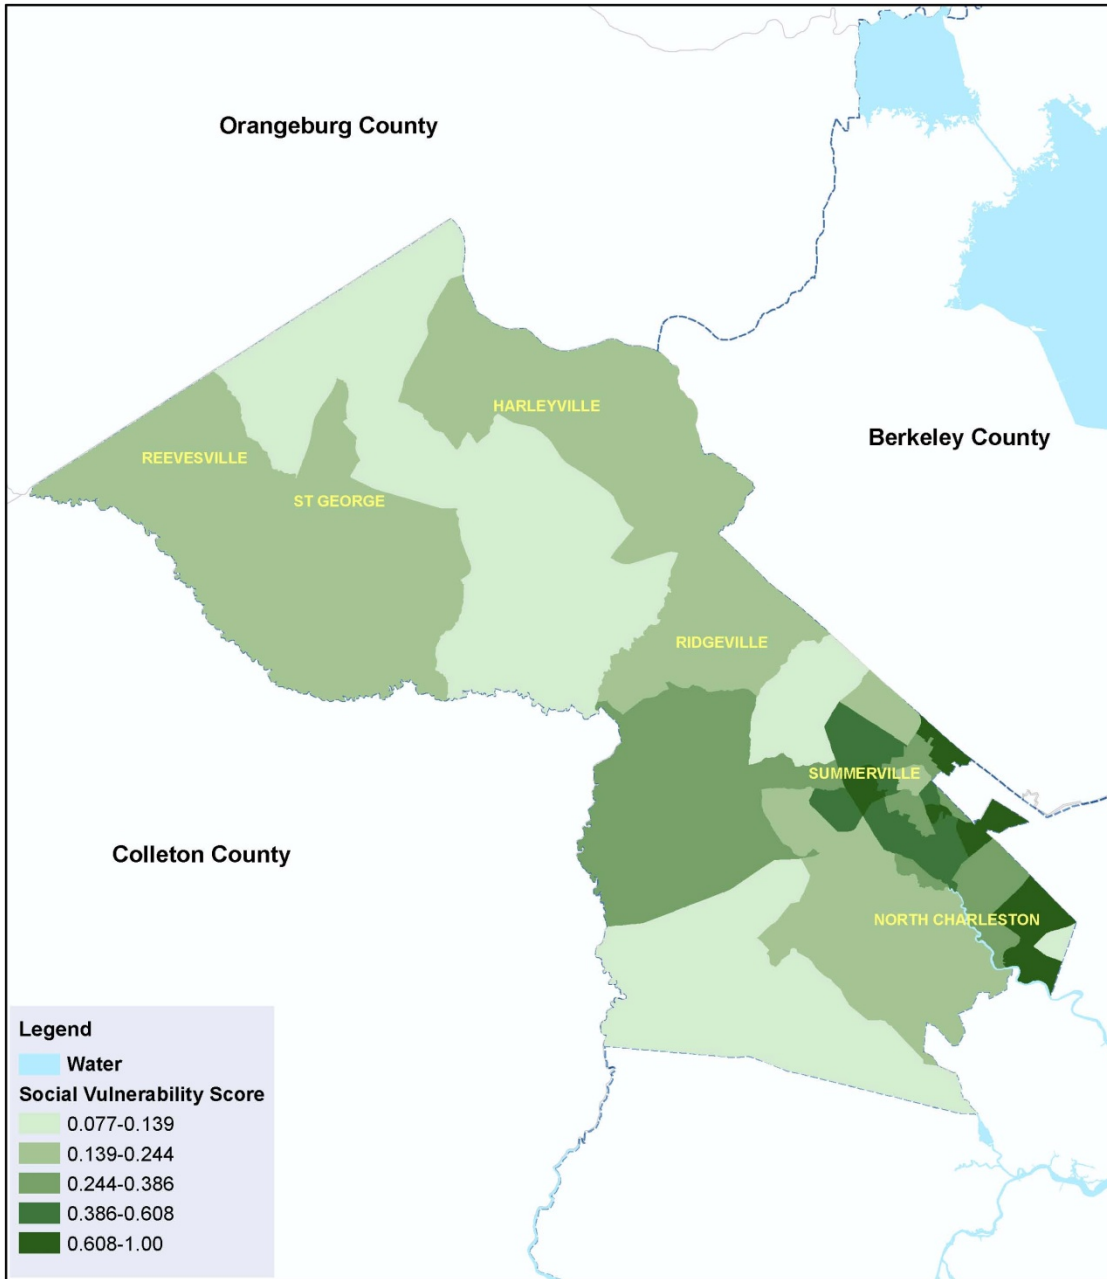 Orangeburg County
HARLEYVILLE
Berkeley County
REEVESVILLE
ST GEORGE
RIDGEVILLE
SUMMERVILLE
Colleton County
NORTH CHARLESTON
Legend
Water
Social Vulnerability Score
0.077-0.139
0.139-0.244
0.244-0.386
0.386-0.608
0.608-1.00